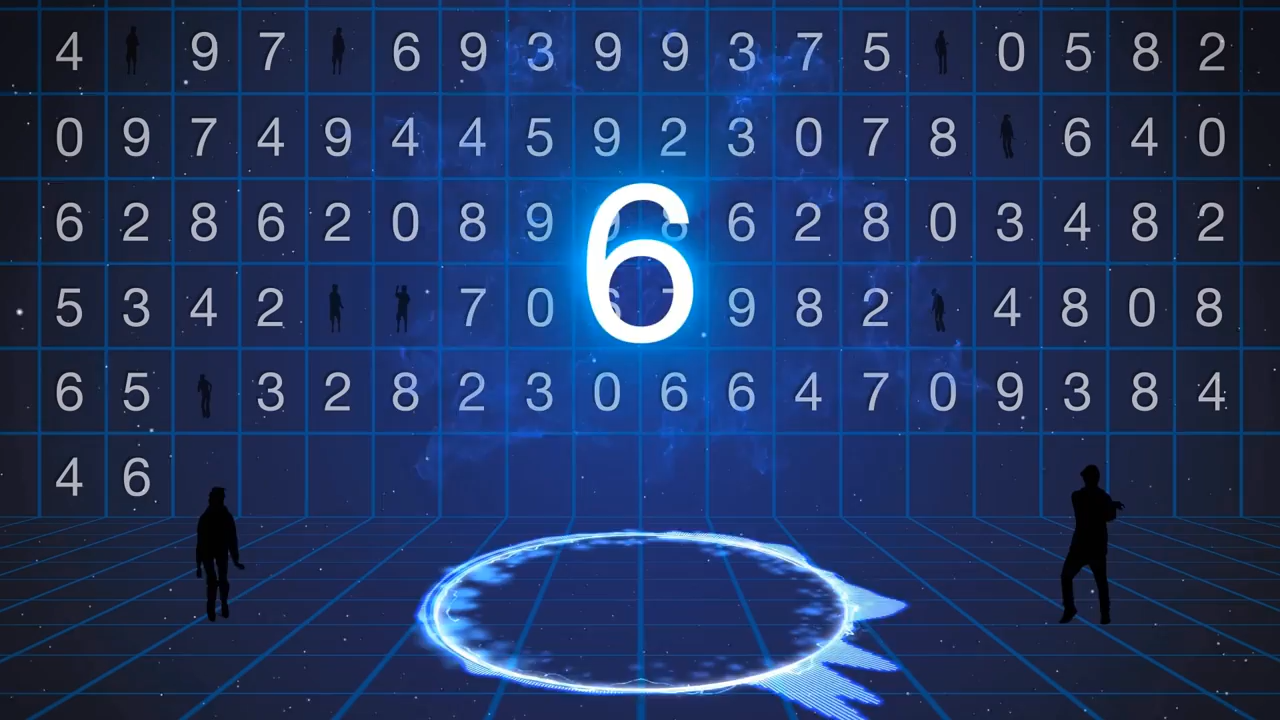 4 9 7 6 9 3 9 9 3 7 5 0 5 8 2
0 9 7 4 9 4 4 5 9 2 3 0 7 8 6 4 0
6 2 8 6 2 0 8 9 9 8 6 2 8 0 3 4 8 2
6
5 3 4 2 7 0 6 7 9 8 2 4 8 0 8
6 5 3 2 8 2 3 0 6 6 4 7 0 9 3 8 4
4 6